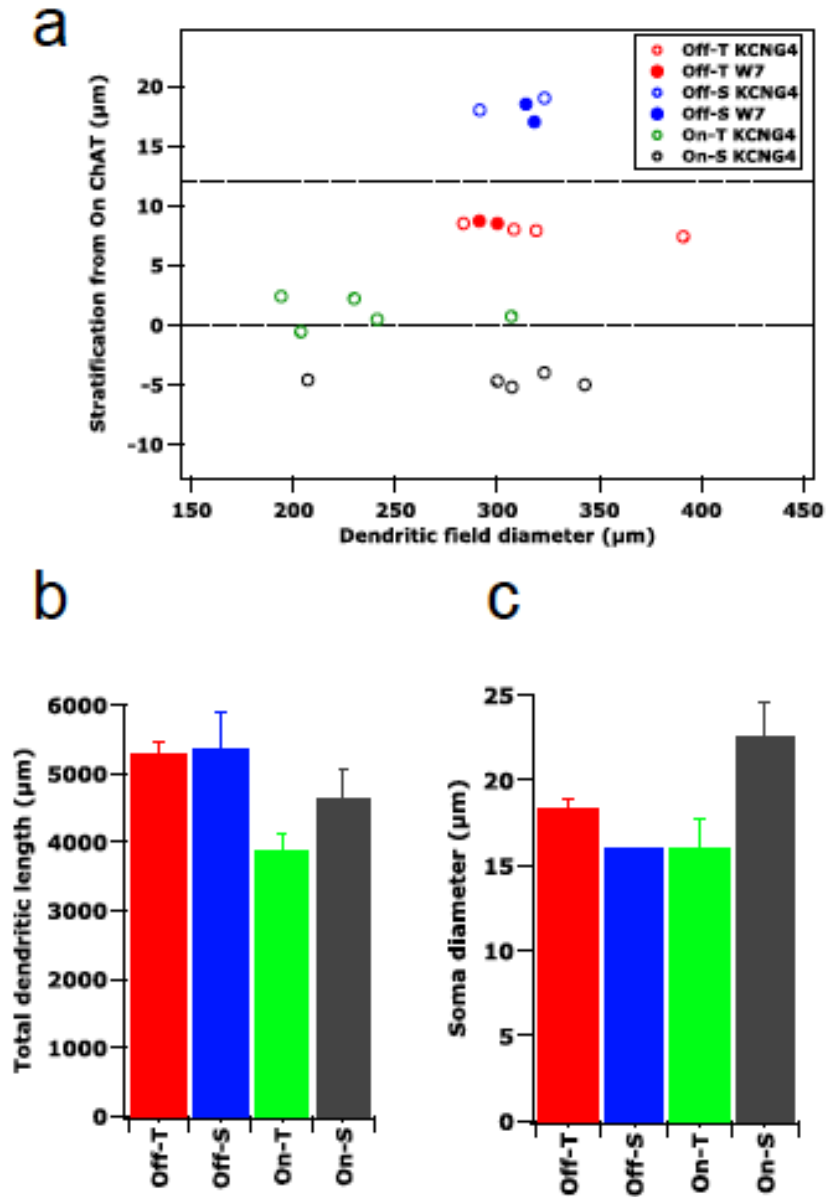 a
Stratification from On ChAT (µm)
20
15
10
5
0
-5
-10
Off-T KCNG4
Off-T W7
Off-S KCNG4
Off-S W7
On-T KCNG4
On-S KCNG4
150 200 250 300 350 400 450
Dendritic field diameter (µm)
b
Total dendritic length (µm)
6000
5000
4000
3000
2000
1000
0
Off-T
Off-S
On-T
On-S
c
Soma diameter (µm)
25
20
15
10
5
0
Off-T
Off-S
On-T
On-S